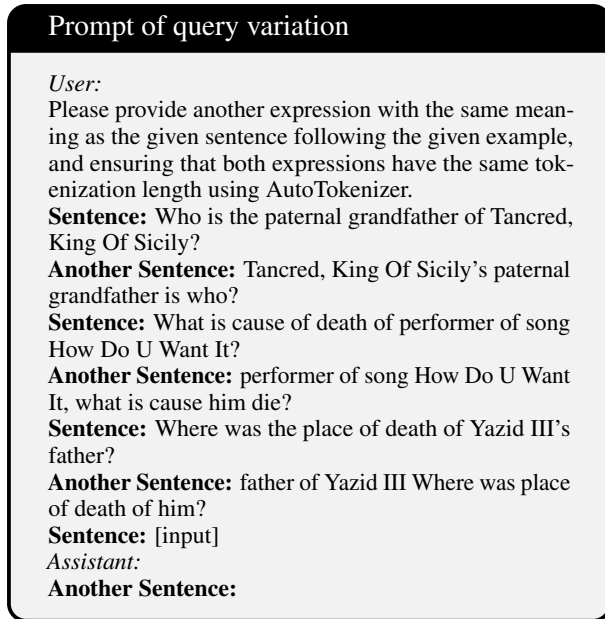 Prompt of query variation
User:
Please provide another expression with the same mean-
ing as the given sentence following the given example,
and ensuring that both expressions have the same tok-
enization length using AutoTokenizer.
Sentence: Who is the paternal grandfather of Tancred,
King Of Sicily?
Another Sentence: Tancred, King Of Sicily's paternal
grandfather is who?
Sentence: What is cause of death of performer of song
How Do U Want It?
Another Sentence: performer of song How Do U Want
It, what is cause him die?
Sentence: Where was the place of death of Yazid III's
father?
Another Sentence: father of Yazid III Where was place
of death of him?
Sentence: [input]
Assistant:
Another Sentence: